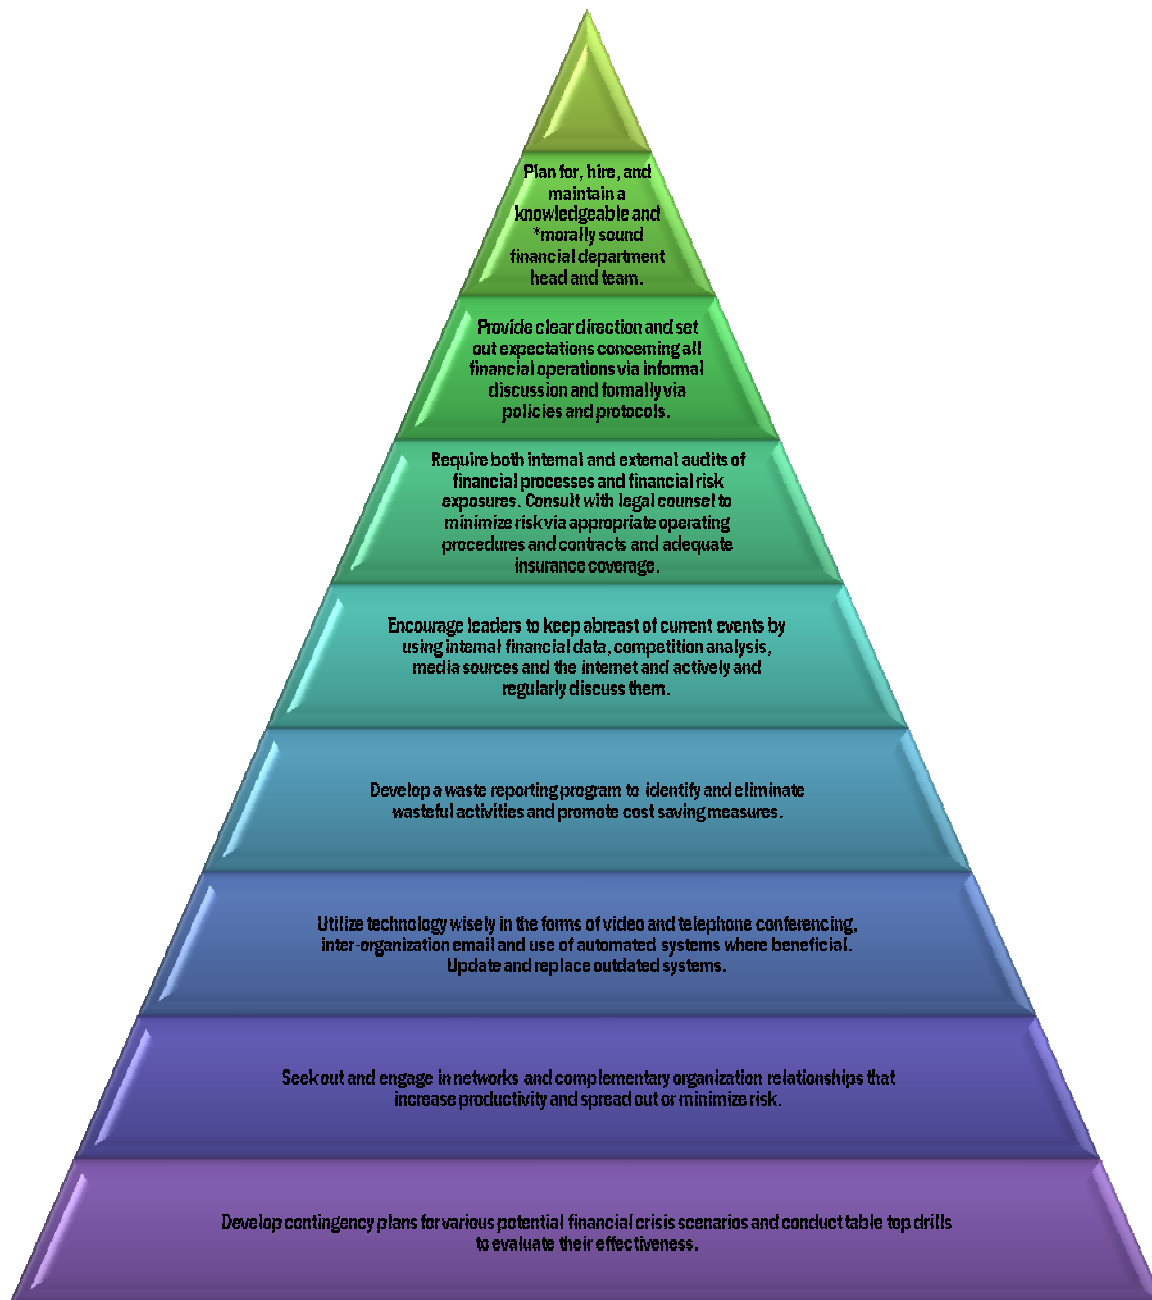 Plan for, hire, and
maintain a
knowledgeable and
*morally sound
financial department
head and team.
Provide clear direction and set
out expectations concerning all
financial operations via informal
discussion and formally via
policies and protocols.
Require both internal and external audits of
financial processes and financial risk
exposures. Consult with legal counsel to
minimize risk via appropriate operating
procedures and contracts and adequate
insurance coverage.
Encourage leaders to keep abreast of current events by
using internal financial data, competition analysis,
media sources and the internet and actively and
regularly discuss them.
Develop a waste reporting program to identify and eliminate
wasteful activities and promote cost saving measures.
Utilize technology wisely in the forms of video and telephone conferencing,
inter-organization email and use of automated systems where beneficial.
Update and replace outdated systems.
Seek out and engage in networks and complementary organization relationships that
increase productivity and spread out or minimize risk.
Develop contingency plans for various potential financial crisis scenarios and conduct table top drills
to evaluate their effectiveness.